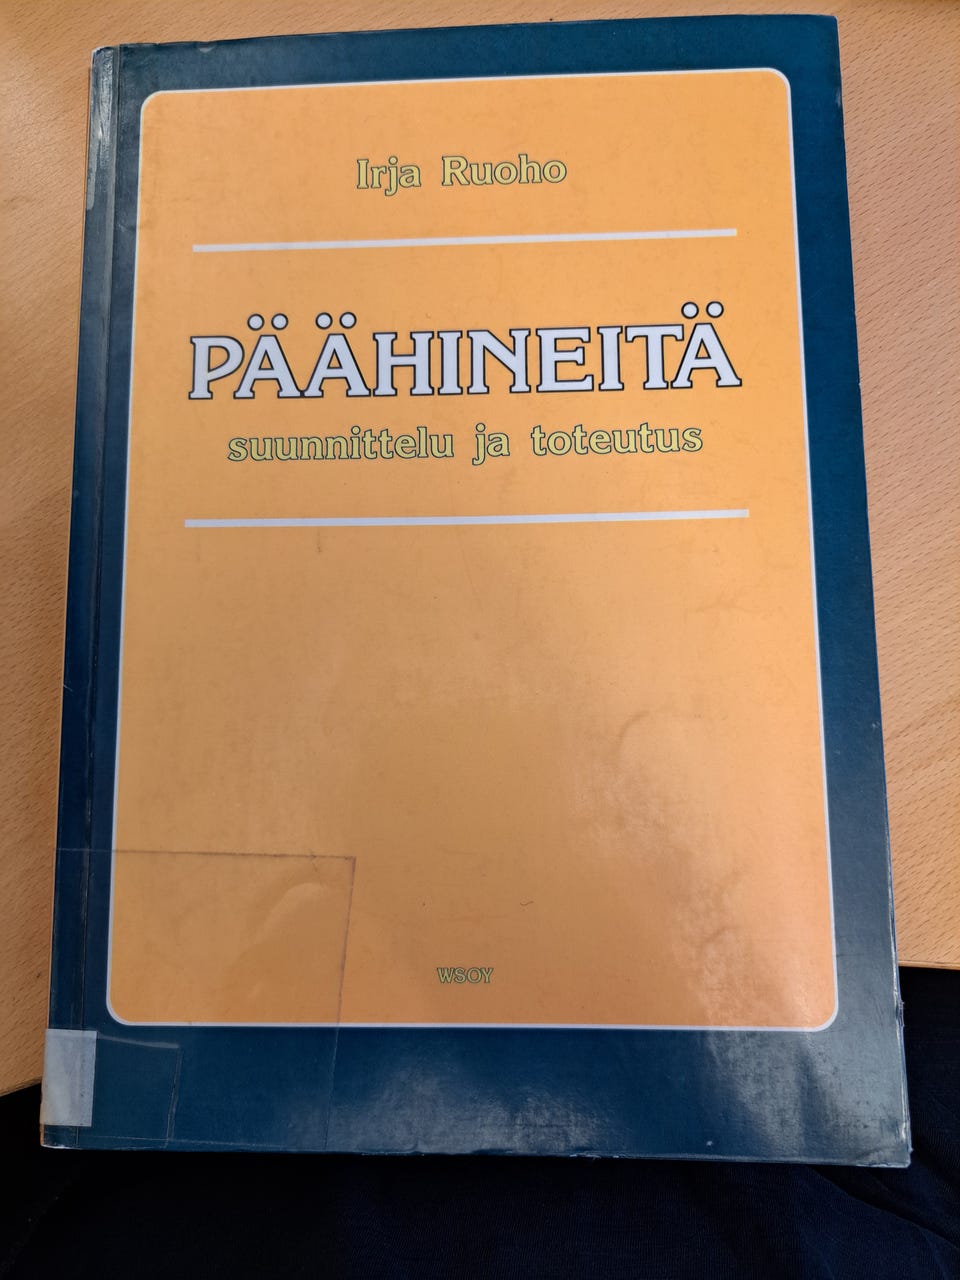 Irja Ruoho
PÄÄHINEITÄ
suunnittelu ja toteutus
WSOY